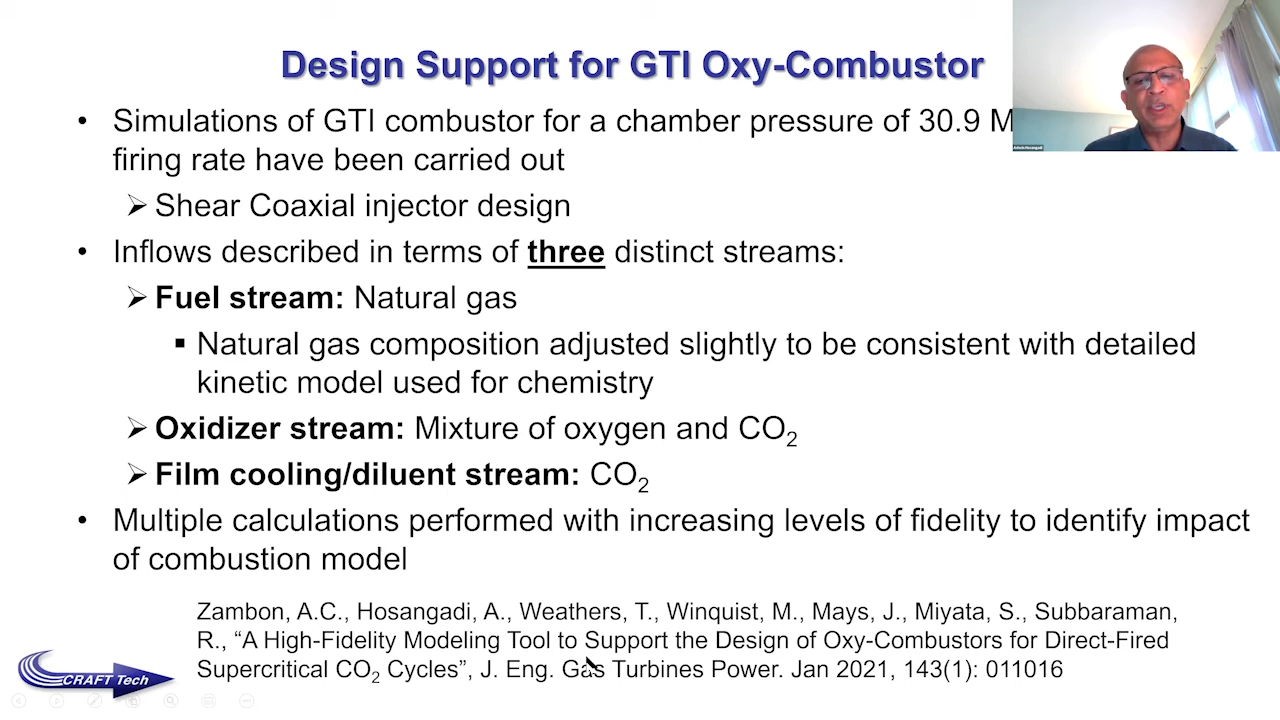 Design Support for GTI Oxy-Combustor
• Simulations of GTI combustor for a chamber pressure of 30.9 M
firing rate have been carried out
➢ Shear Coaxial injector design
• Inflows described in terms of three distinct streams:
➢ Fuel stream: Natural gas
▪ Natural gas composition adjusted slightly to be consistent with detailed
kinetic model used for chemistry
➢ Oxidizer stream: Mixture of oxygen and CO₂
➢ Film cooling/diluent stream: CO₂
• Multiple calculations performed with increasing levels of fidelity to identify impact
of combustion model
Zambon, A.C., Hosangadi, A., Weathers, T., Winquist, M., Mays, J., Miyata, S., Subbaraman,
R., “A High-Fidelity Modeling Tool to Support the Design of Oxy-Combustors for Direct-Fired
Supercritical CO₂ Cycles”, J. Eng. Gas Turbines Power. Jan 2021, 143(1): 011016
CRAFT Tech
Ashvin Hosangadi